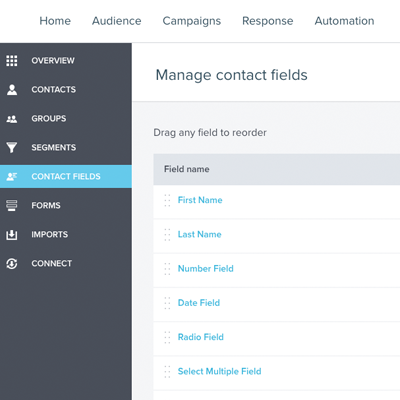 Home Audience Campaigns Response Automation
OVERVIEW
CONTACTS
GROUPS
SEGMENTS
CONTACT FIELDS
FORMS
IMPORTS
CONNECT
Manage contact fields
Drag any field to reorder
Field name
First Name
Last Name
Number Field
Date Field
Radio Field
Select Multiple Field